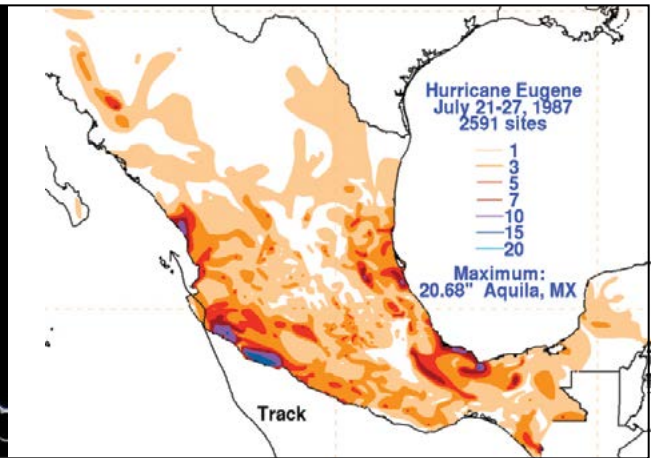 Hurricane Eugene
July 21-27, 1987
2591 sites
1
3
5
7
10
15
20
Maximum:
20.68" Aquila, MX
Track